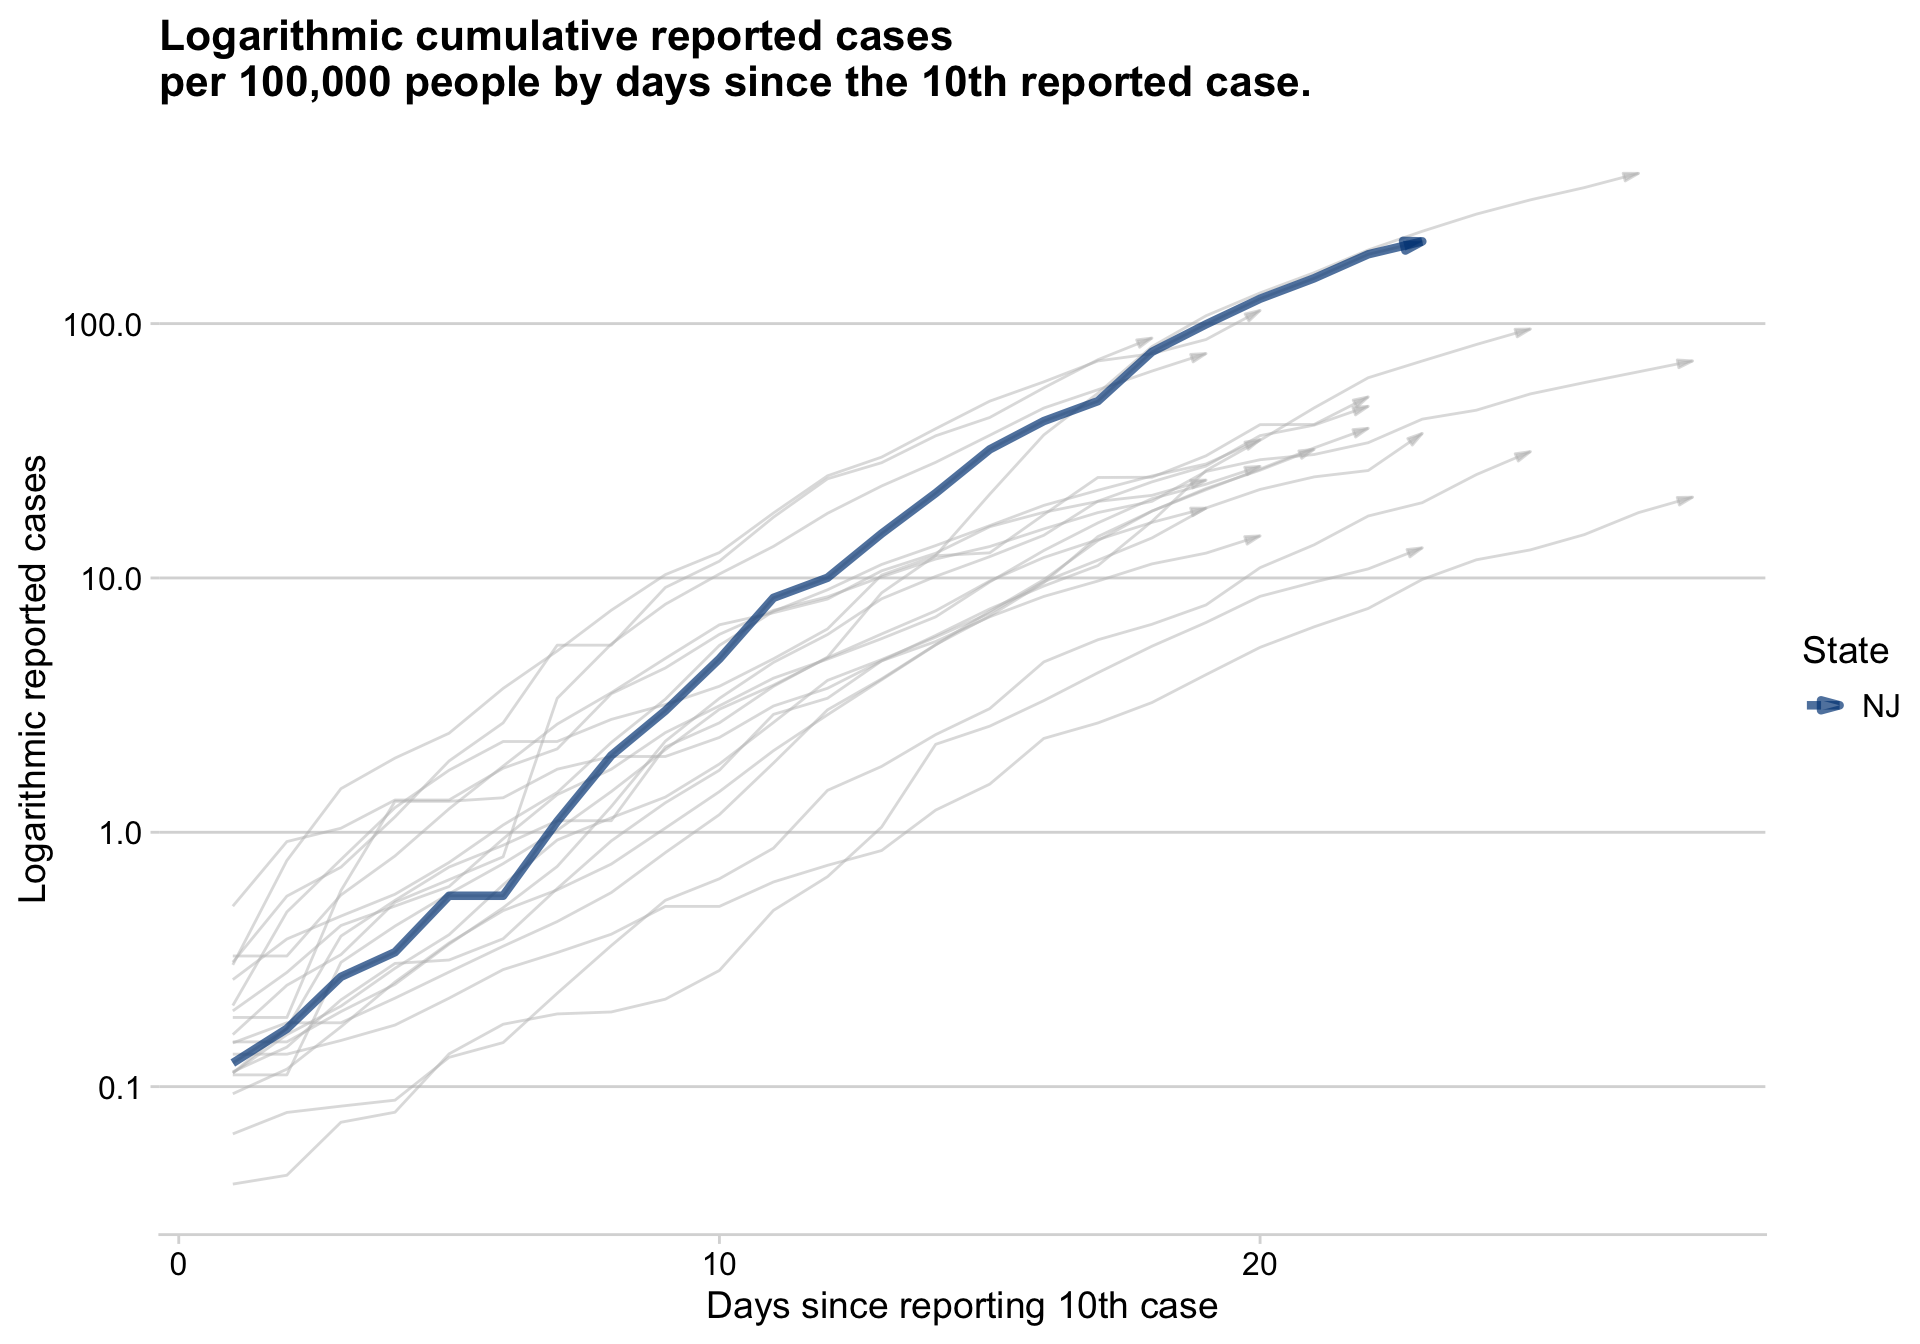 Logarithmic cumulative reported cases
per 100,000 people by days since the 10th reported case.
Logarithmic reported cases
100.0
10.0
1.0
0.1
0
10
20
Days since reporting 10th case
State
NJ